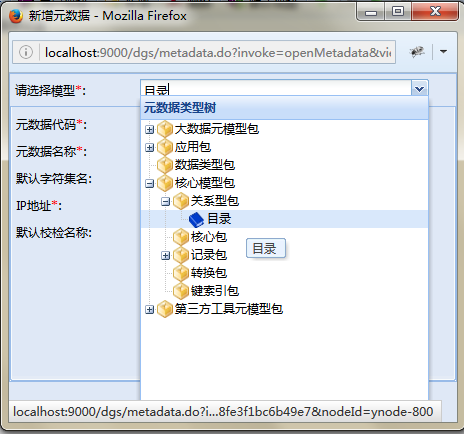 新增元数据 - Mozilla Firefox
localhost:9000/dgs/metadata.do?invoke=openMetadata&vie
请选择模型*: 目录
元数据类型树
元数据代码*:
元数据名称*:
默认字符集名:
IP地址*:
默认校检名称:
大数据元模型包
应用包
数据类型包
核心模型包
关系型包
目录
核心包
目录
记录包
转换包
键索引包
第三方工具元模型包
localhost:9000/dgs/metadata.do?i...8fe3f1bc6b49e7&nodeId=ynode-800